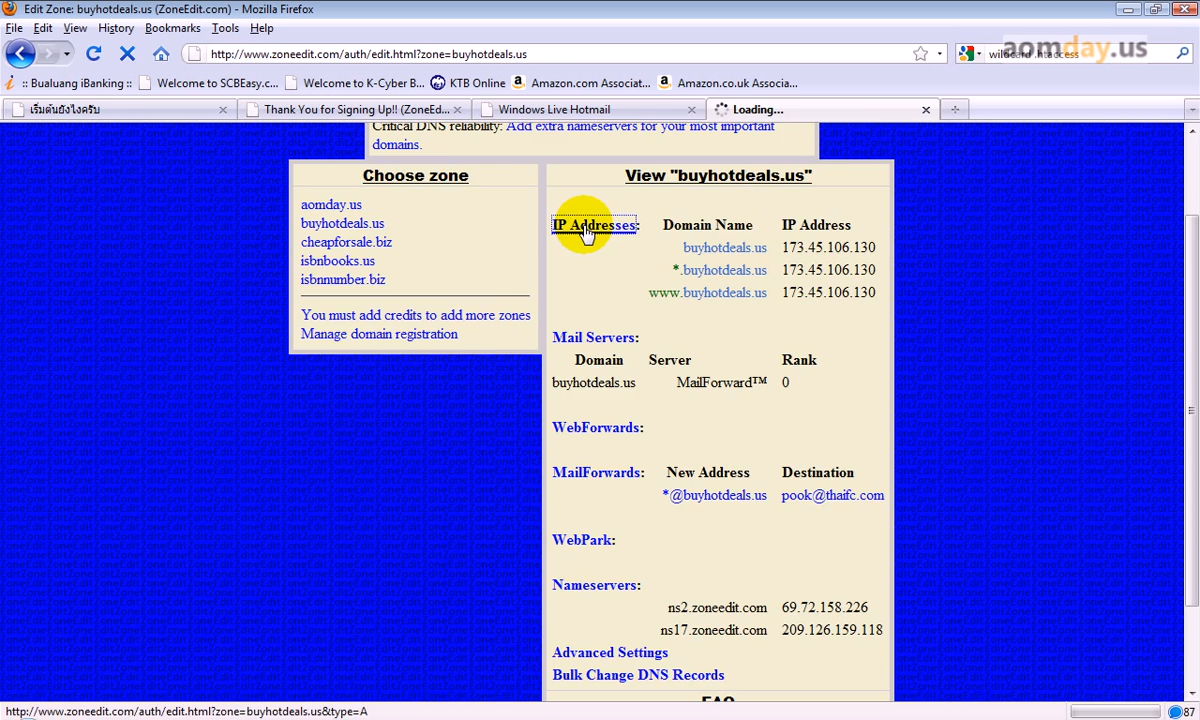 Edit Zone: buyhotdeals.us (ZoneEdit.com) - Mozilla Firefox
File Edit View History Bookmarks Tools Help
http://www.zoneedit.com/auth/edit.html?zone=buyhotdeals.us
wildcard .htaccess
aomday.us
:: Bualuang iBanking :: Welcome to SCBEasy.c... Welcome to K-Cyber B... KTB Online Amazon.com Associat... Amazon.co.uk Associa...
เริ่มต้นยังไงครับ Thank You for Signing Up!! (ZoneEd... Windows Live Hotmail Loading...
Critical DNS reliability: Add extra nameservers for your most important
domains.
Choose zone
aomday.us
buyhotdeals.us
cheapforsale.biz
isbnbooks.us
isbnnumber.biz
You must add credits to add more zones
Manage domain registration
View "buyhotdeals.us"
IP Addresses: Domain Name IP Address
buyhotdeals.us 173.45.106.130
*.buyhotdeals.us 173.45.106.130
www.buyhotdeals.us 173.45.106.130
Mail Servers:
Domain Server Rank
buyhotdeals.us MailForward™ 0
WebForwards:
MailForwards: New Address Destination
*@buyhotdeals.us pook@thaifc.com
WebPark:
Nameservers:
ns2.zoneedit.com 69.72.158.226
ns17.zoneedit.com 209.126.159.118
Advanced Settings
Bulk Change DNS Records
FAQ
http://www.zoneedit.com/auth/edit.html?zone=buyhotdeals.us&type=A
87